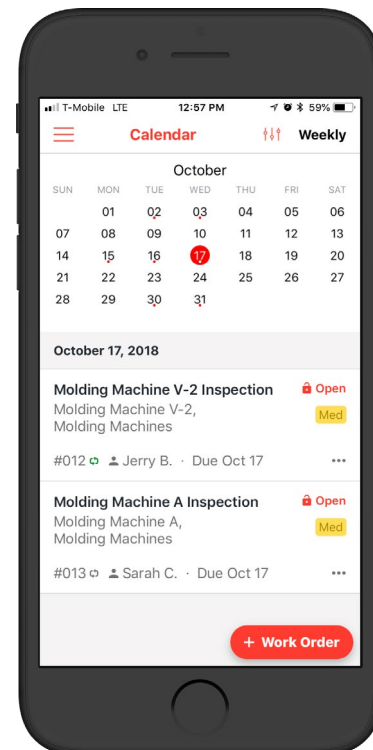 T-Mobile LTE 12:57 PM 59%
Calendar Weekly
October
SUN MON TUE WED THU FRI SAT
01 02 03 04 05 06
07 08 09 10 11 12 13
14 15 16 17 18 19 20
21 22 23 24 25 26 27
28 29 30 31
October 17, 2018
Molding Machine V-2 Inspection Open
Molding Machine V-2, Med
Molding Machines
#012 Jerry B. · Due Oct 17 •••
Molding Machine A Inspection Open
Molding Machine A, Med
Molding Machines
#013 Sarah C. · Due Oct 17 •••
+ Work Order